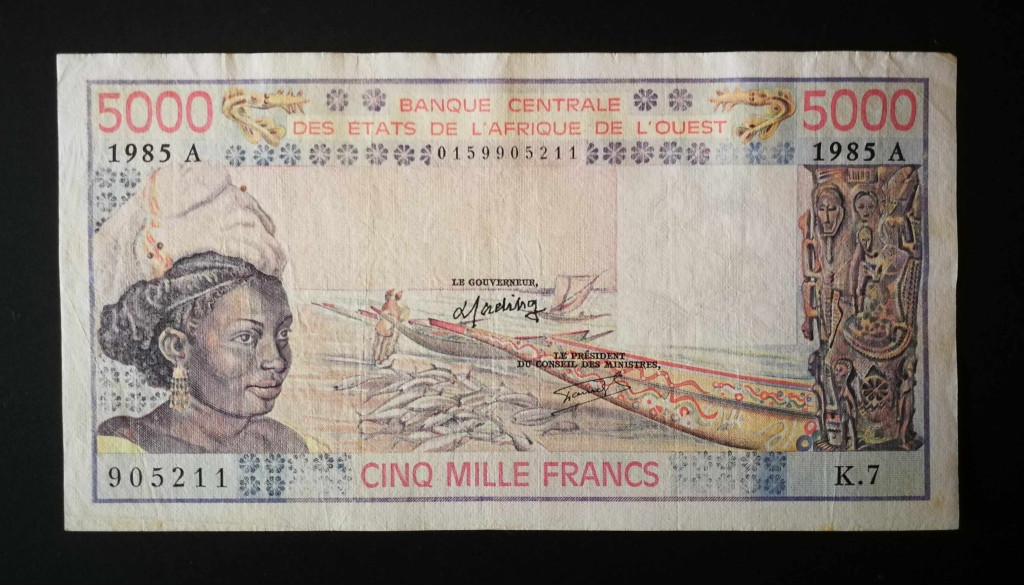 5000
BANQUE CENTRALE
5000
DES ÉTATS DE L'AFRIQUE DE L'OUEST
1985 A
0159905211
1985 A
LE GOUVERNEUR,
LE PRÉSIDENT
DU CONSEIL DES MINISTRES,
905211
CINQ MILLE FRANCS
K.7